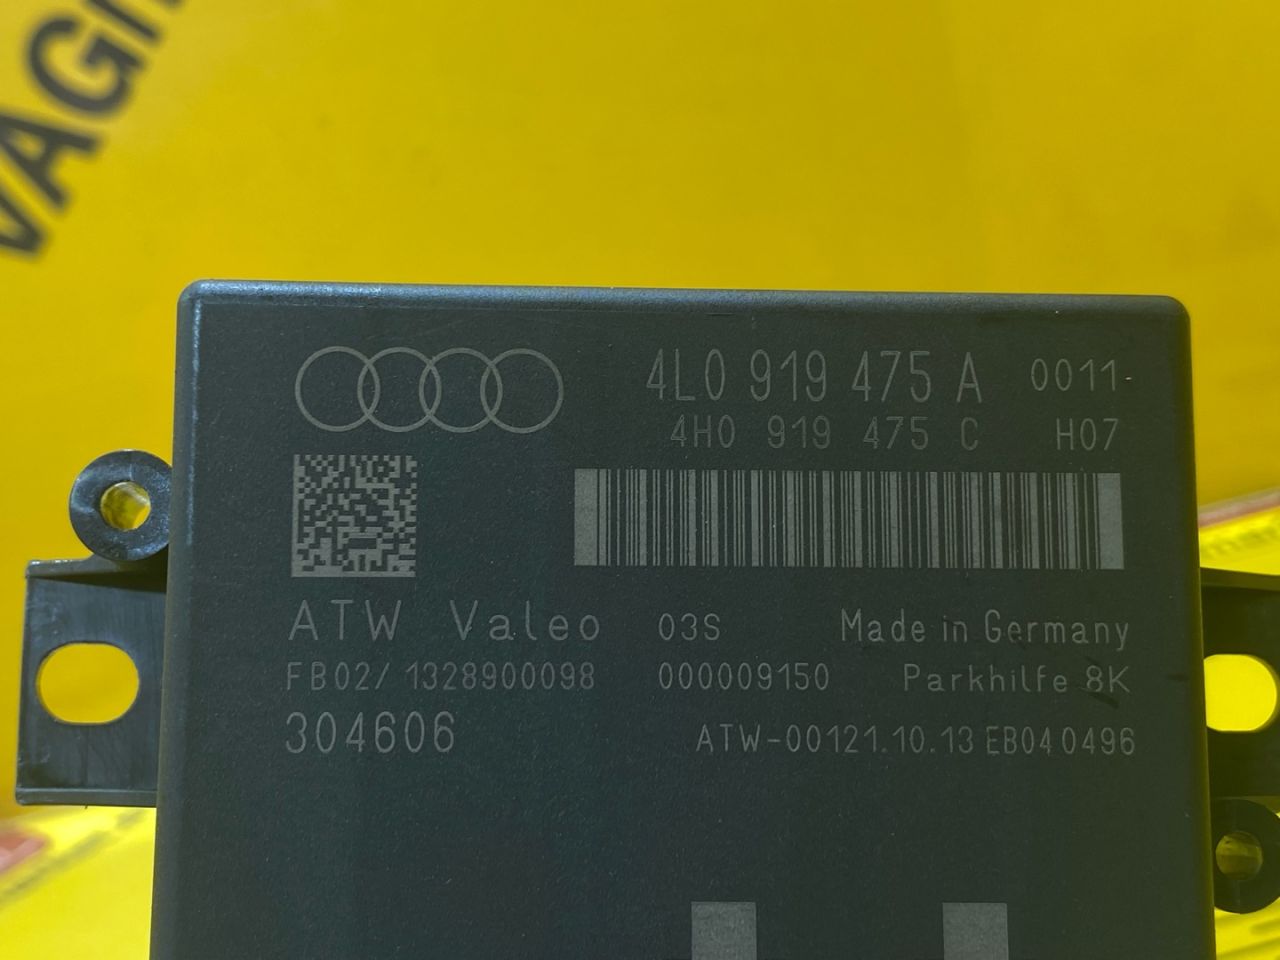 4L0 919 475 A 0011
4H0 919 475 C H07
ATW Valeo 03S Made in Germany
FB02/ 1328900098 000009150 Parkhilfe 8K
304606 ATW-00121.10.13 EB04 0496